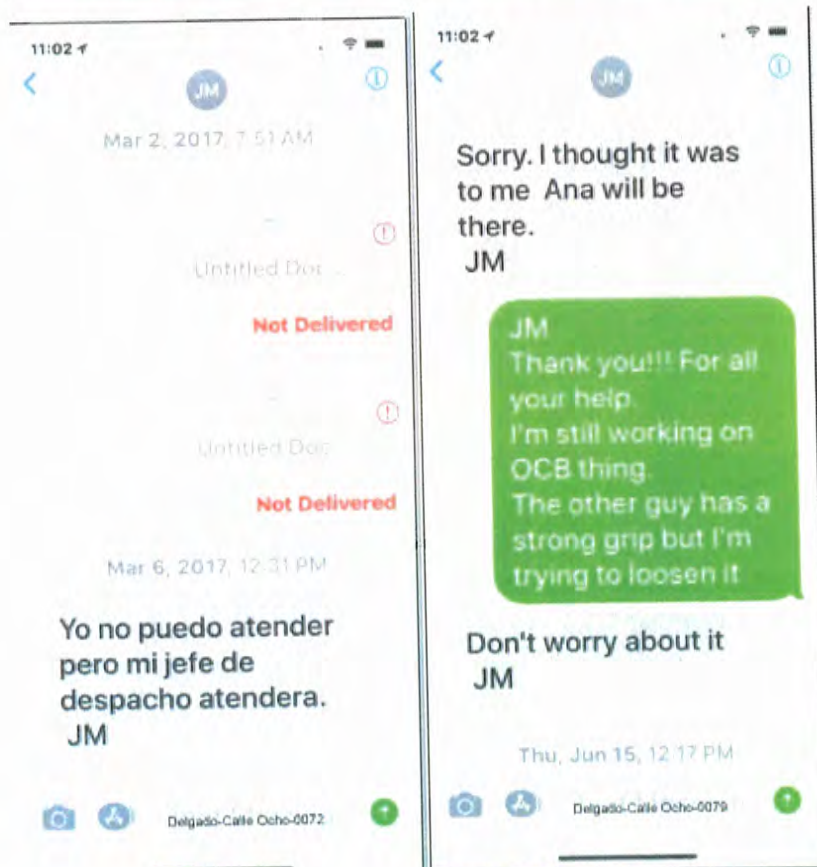 11:02
JM
Mar 2, 2017, 7:51 AM
Untitled Doc...
Not Delivered
Untitled Doc
Not Delivered
Mar 6, 2017, 12:31 PM
Yo no puedo atender
pero mi jefe de
despacho atendera.
JM
Delgado-Calle Ocho-0072
11:02
JM
Sorry. I thought it was
to me Ana will be
there.
JM
JM
Thank you!!! For all
your help.
I'm still working on
OCB thing.
The other guy has a
strong grip but I'm
trying to loosen it
Don't worry about it
JM
Thu, Jun 15, 12:17 PM
Delgado-Calle Ocho-0079